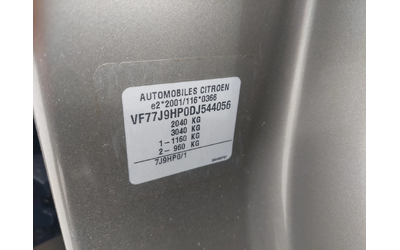 AUTOMOBILES CITROEN
e2*2001/116*0366
VF77J9HP0DJ544056
2040 KG
3040 KG
1-1160 KG
2- 960 KG
7J9HP0/1